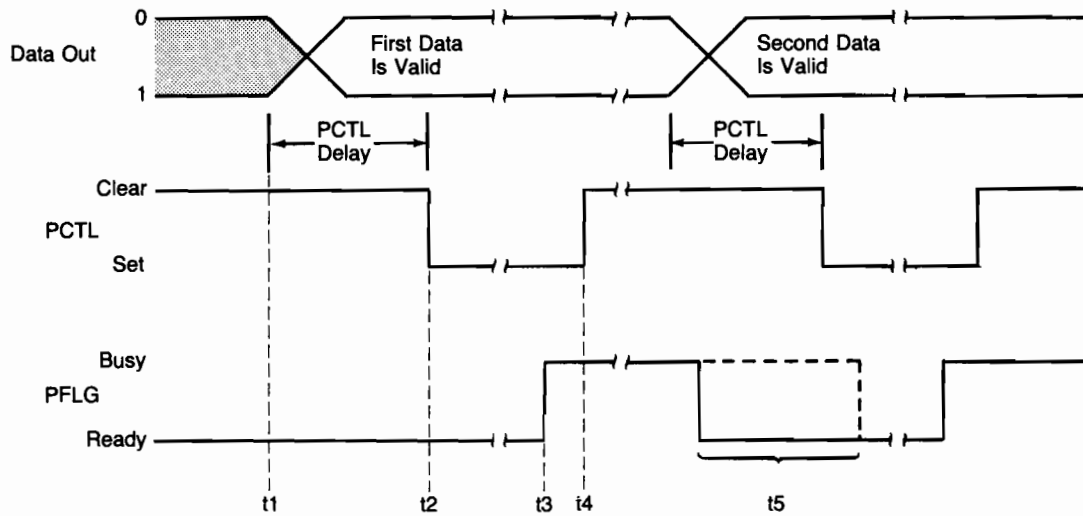 0
Data Out
1
First Data
Is Valid
Second Data
Is Valid
PCTL
Delay
PCTL
Delay
Clear
PCTL
Set
Busy
PFLG
Ready
t1
t2
t3
t4
t5